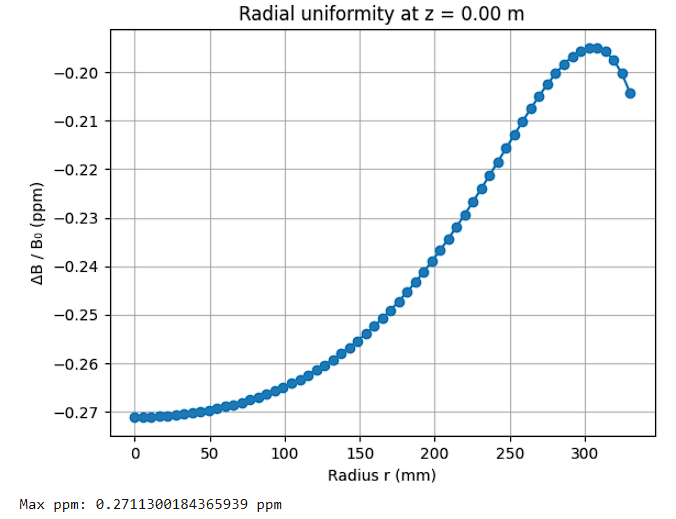 Radial uniformity at z = 0.00 m
ΔB / B₀ (ppm)
−0.20
−0.21
−0.22
−0.23
−0.24
−0.25
−0.26
−0.27
0 50 100 150 200 250 300
Radius r (mm)
Max ppm: 0.2711300184365939 ppm